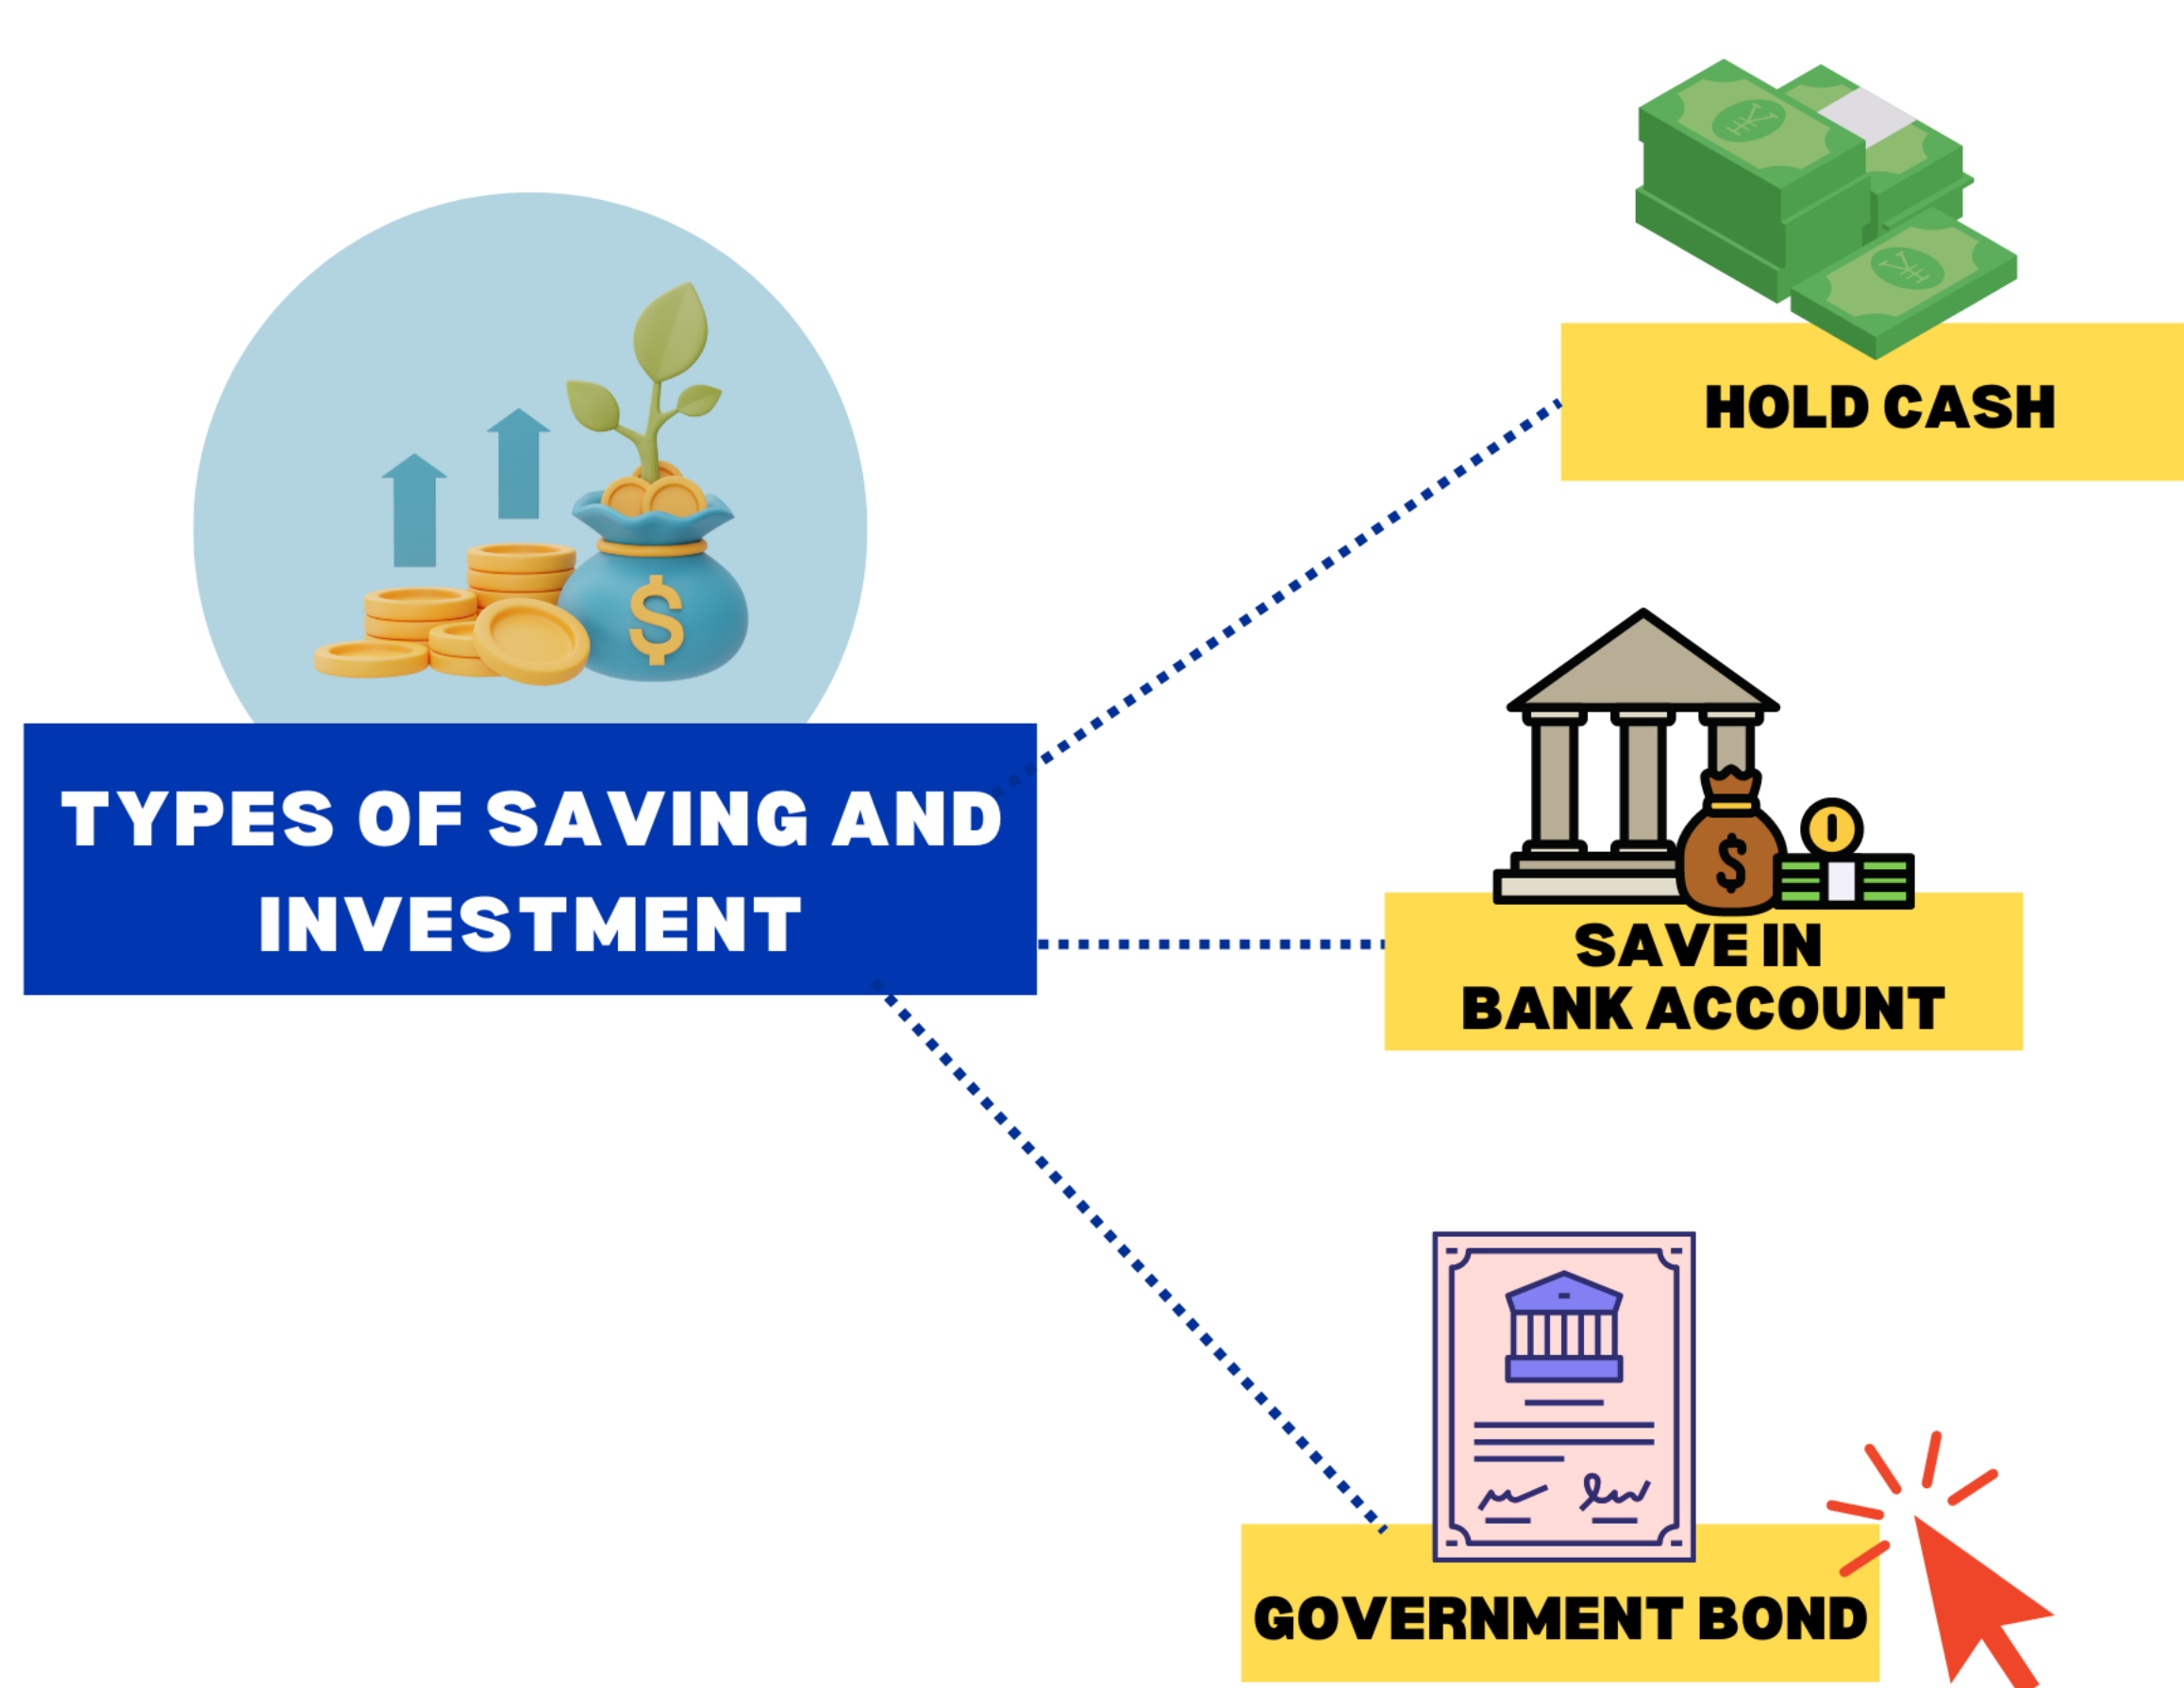 HOLD CASH
TYPES OF SAVING AND
INVESTMENT
SAVE IN
BANK ACCOUNT
GOVERNMENT BOND